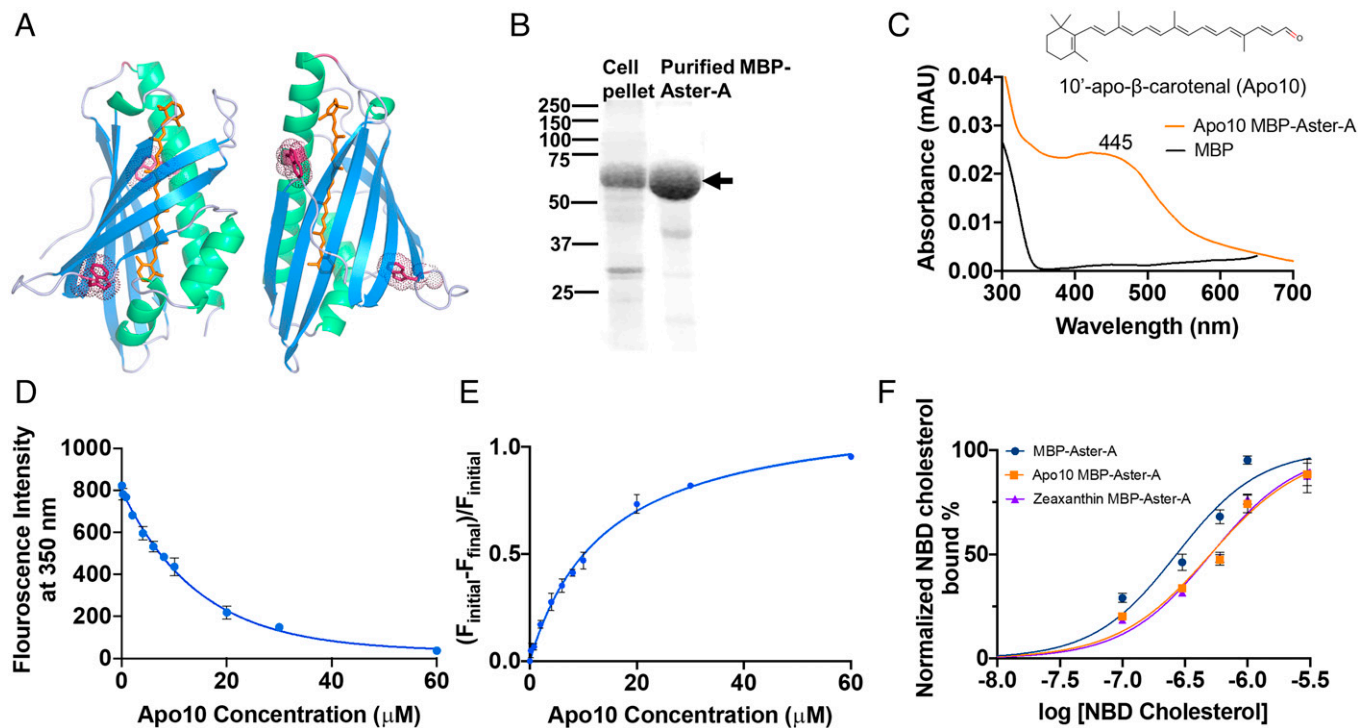 A
B
Cell pellet
Purified MBP-Aster-A
250
150
100
75
50
37
25
C
O
10’-apo-β-carotenal (Apo10)
Absorbance (mAU)
0.04
0.03
0.02
0.01
0.00
445
Apo10 MBP-Aster-A
MBP
300 400 500 600 700
Wavelength (nm)
D
Flouroscence Intensity
at 350 nm
1000
800
600
400
200
0
0 20 40 60
Apo10 Concentration (μM)
E
(Finitial-Ffinal)/Finitial
1.0
0.5
0.0
0 20 40 60
Apo10 Concentration (μM)
F
Normalized NBD cholesterol
bound %
100
50
0
MBP-Aster-A
Apo10 MBP-Aster-A
Zeaxanthin MBP-Aster-A
-8.0 -7.5 -7.0 -6.5 -6.0 -5.5
log [NBD Cholesterol]